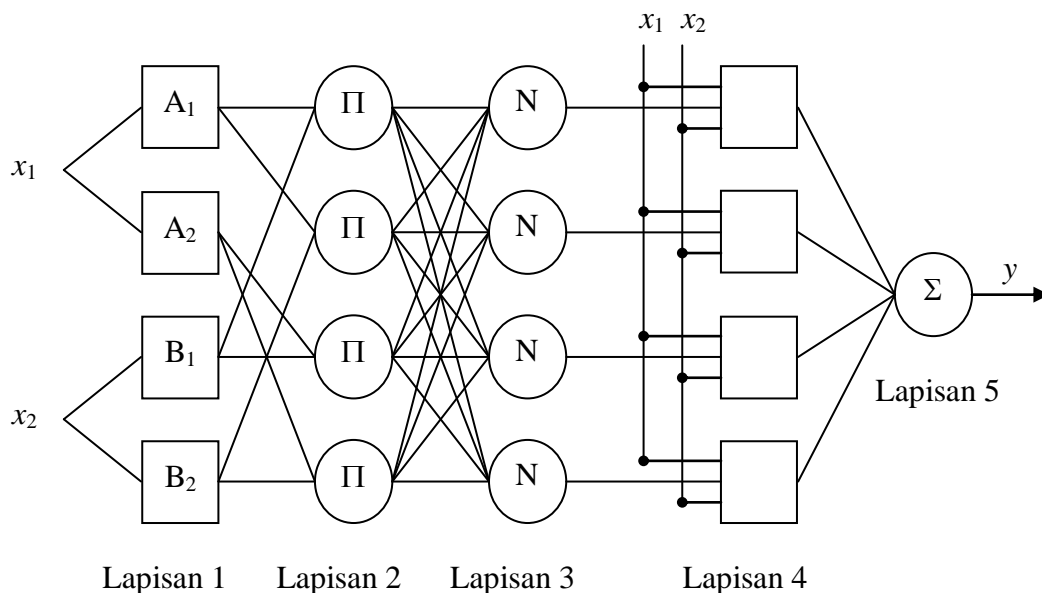 x₁ x₂
A₁ Π N
x₁
A₂ Π N
Σ y
B₁ Π N
Lapisan 5
x₂
B₂ Π N
Lapisan 1 Lapisan 2 Lapisan 3 Lapisan 4